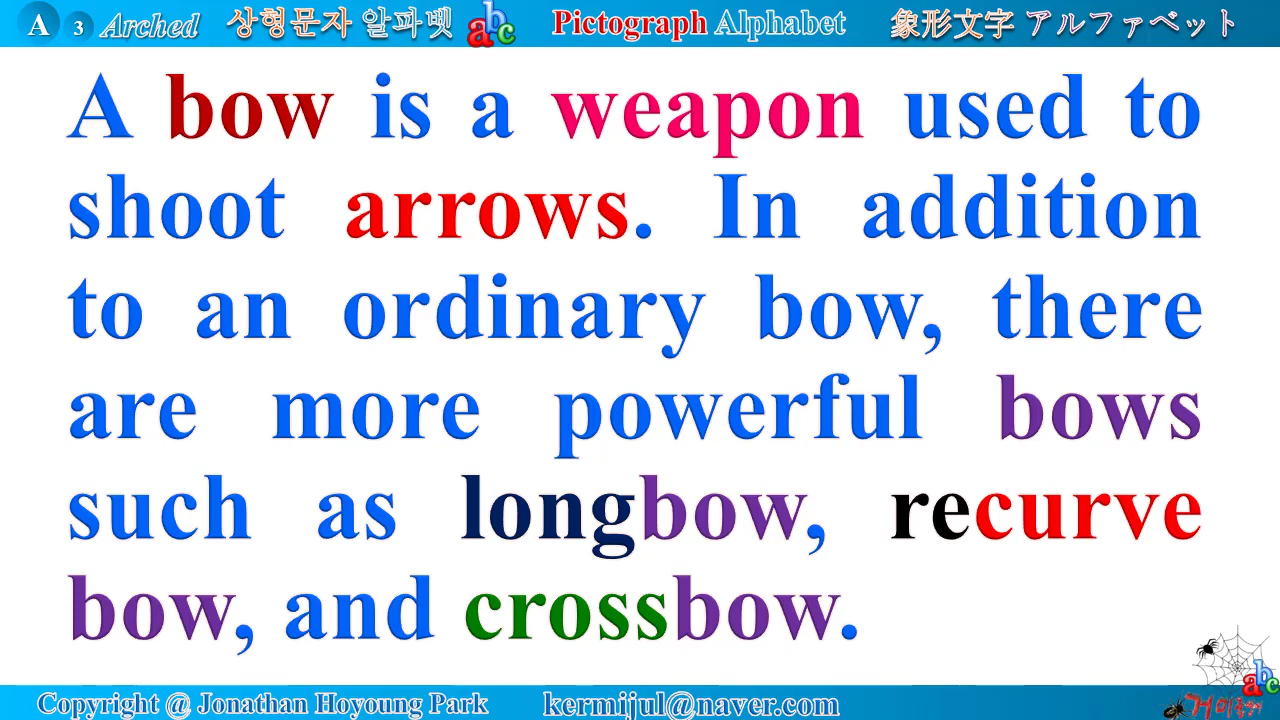 A 3 Arched 상형문자 알파벳 abc Pictograph Alphabet 象形文字 アルファベット
A bow is a weapon used to
shoot arrows. In addition
to an ordinary bow, there
are more powerful bows
such as longbow, recurve
bow, and crossbow.
abc
Copyright @ Jonathan Hoyoung Park kermijul@naver.com